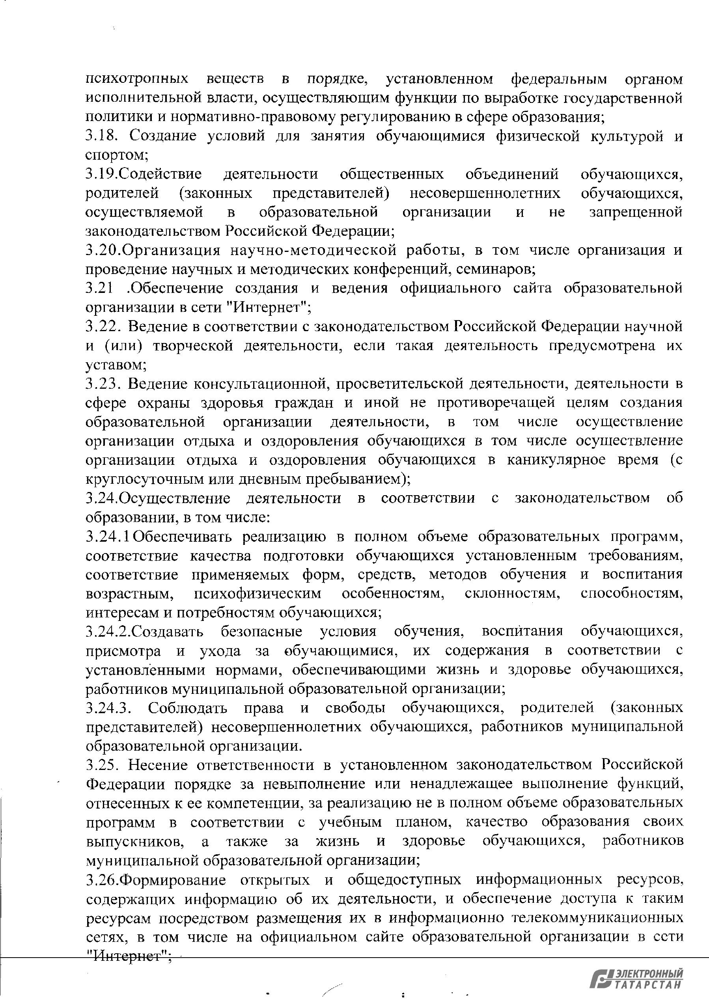 психотропных веществ в порядке, установленном федеральным органом
исполнительной власти, осуществляющим функции по выработке государственной
политики и нормативно-правовому регулированию в сфере образования;
3.18. Создание условий для занятия обучающимися физической культурой и
спортом;
3.19.Содействие деятельности общественных объединений обучающихся,
родителей (законных представителей) несовершеннолетних обучающихся,
осуществляемой в образовательной организации и не запрещенной
законодательством Российской Федерации;
3.20.Организация научно-методической работы, в том числе организация и
проведение научных и методических конференций, семинаров;
3.21 .Обеспечение создания и ведения официального сайта образовательной
организации в сети "Интернет";
3.22. Ведение в соответствии с законодательством Российской Федерации научной
и (или) творческой деятельности, если такая деятельность предусмотрена их
уставом;
3.23. Ведение консультационной, просветительской деятельности, деятельности в
сфере охраны здоровья граждан и иной не противоречащей целям создания
образовательной организации деятельности, в том числе осуществление
организации отдыха и оздоровления обучающихся в том числе осуществление
организации отдыха и оздоровления обучающихся в каникулярное время (с
круглосуточным или дневным пребыванием);
3.24.Осуществление деятельности в соответствии с законодательством об
образовании, в том числе:
3.24.1 Обеспечивать реализацию в полном объеме образовательных программ,
соответствие качества подготовки обучающихся установленным требованиям,
соответствие применяемых форм, средств, методов обучения и воспитания
возрастным, психофизическим особенностям, склонностям, способностям,
интересам и потребностям обучающихся;
3.24.2.Создавать безопасные условия обучения, воспитания обучающихся,
присмотра и ухода за обучающимися, их содержания в соответствии с
установленными нормами, обеспечивающими жизнь и здоровье обучающихся,
работников муниципальной образовательной организации;
3.24.3. Соблюдать права и свободы обучающихся, родителей (законных
представителей) несовершеннолетних обучающихся, работников муниципальной
образовательной организации.
3.25. Несение ответственности в установленном законодательством Российской
Федерации порядке за невыполнение или ненадлежащее выполнение функций,
отнесенных к ее компетенции, за реализацию не в полном объеме образовательных
программ в соответствии с учебным планом, качество образования своих
выпускников, а также за жизнь и здоровье обучающихся, работников
муниципальной образовательной организации;
3.26.Формирование открытых и общедоступных информационных ресурсов,
содержащих информацию об их деятельности, и обеспечение доступа к таким
ресурсам посредством размещения их в информационно телекоммуникационных
сетях, в том числе на официальном сайте образовательной организации в сети
"Интернет";
ЭЛЕКТРОННЫЙ
ТАТАРСТАН